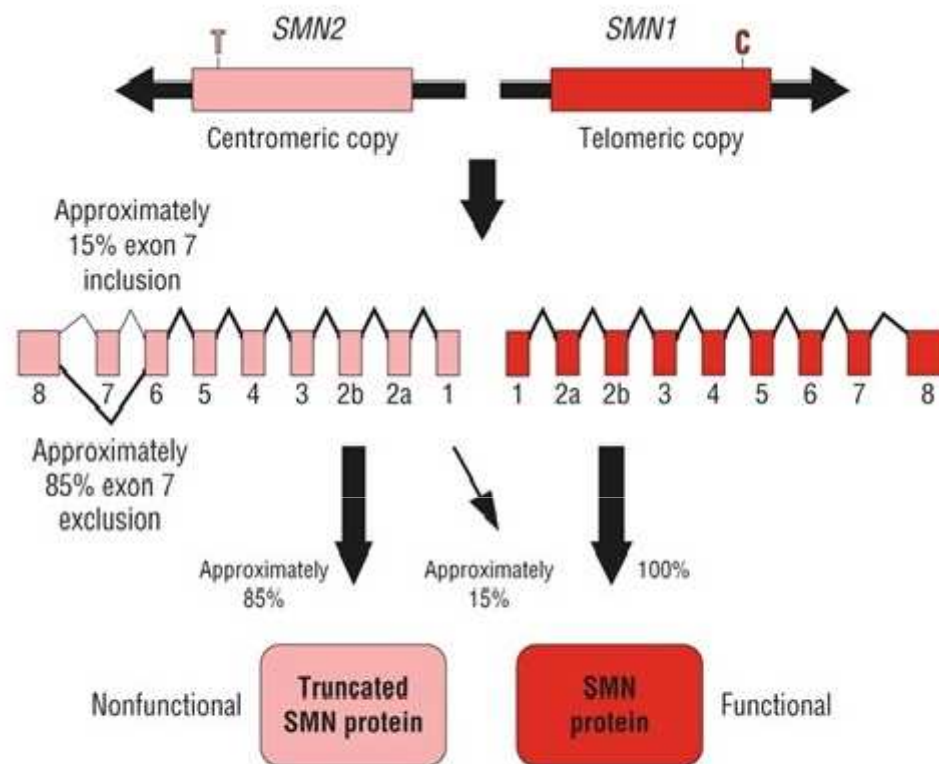 SMN2
SMN1
T
C
Centromeric copy
Telomeric copy
Approximately
15% exon 7
inclusion
8 7 6 5 4 3 2b 2a 1
1 2a 2b 3 4 5 6 7 8
Approximately
85% exon 7
exclusion
Approximately
85%
Approximately
15%
100%
Nonfunctional
Truncated
SMN protein
SMN
protein
Functional